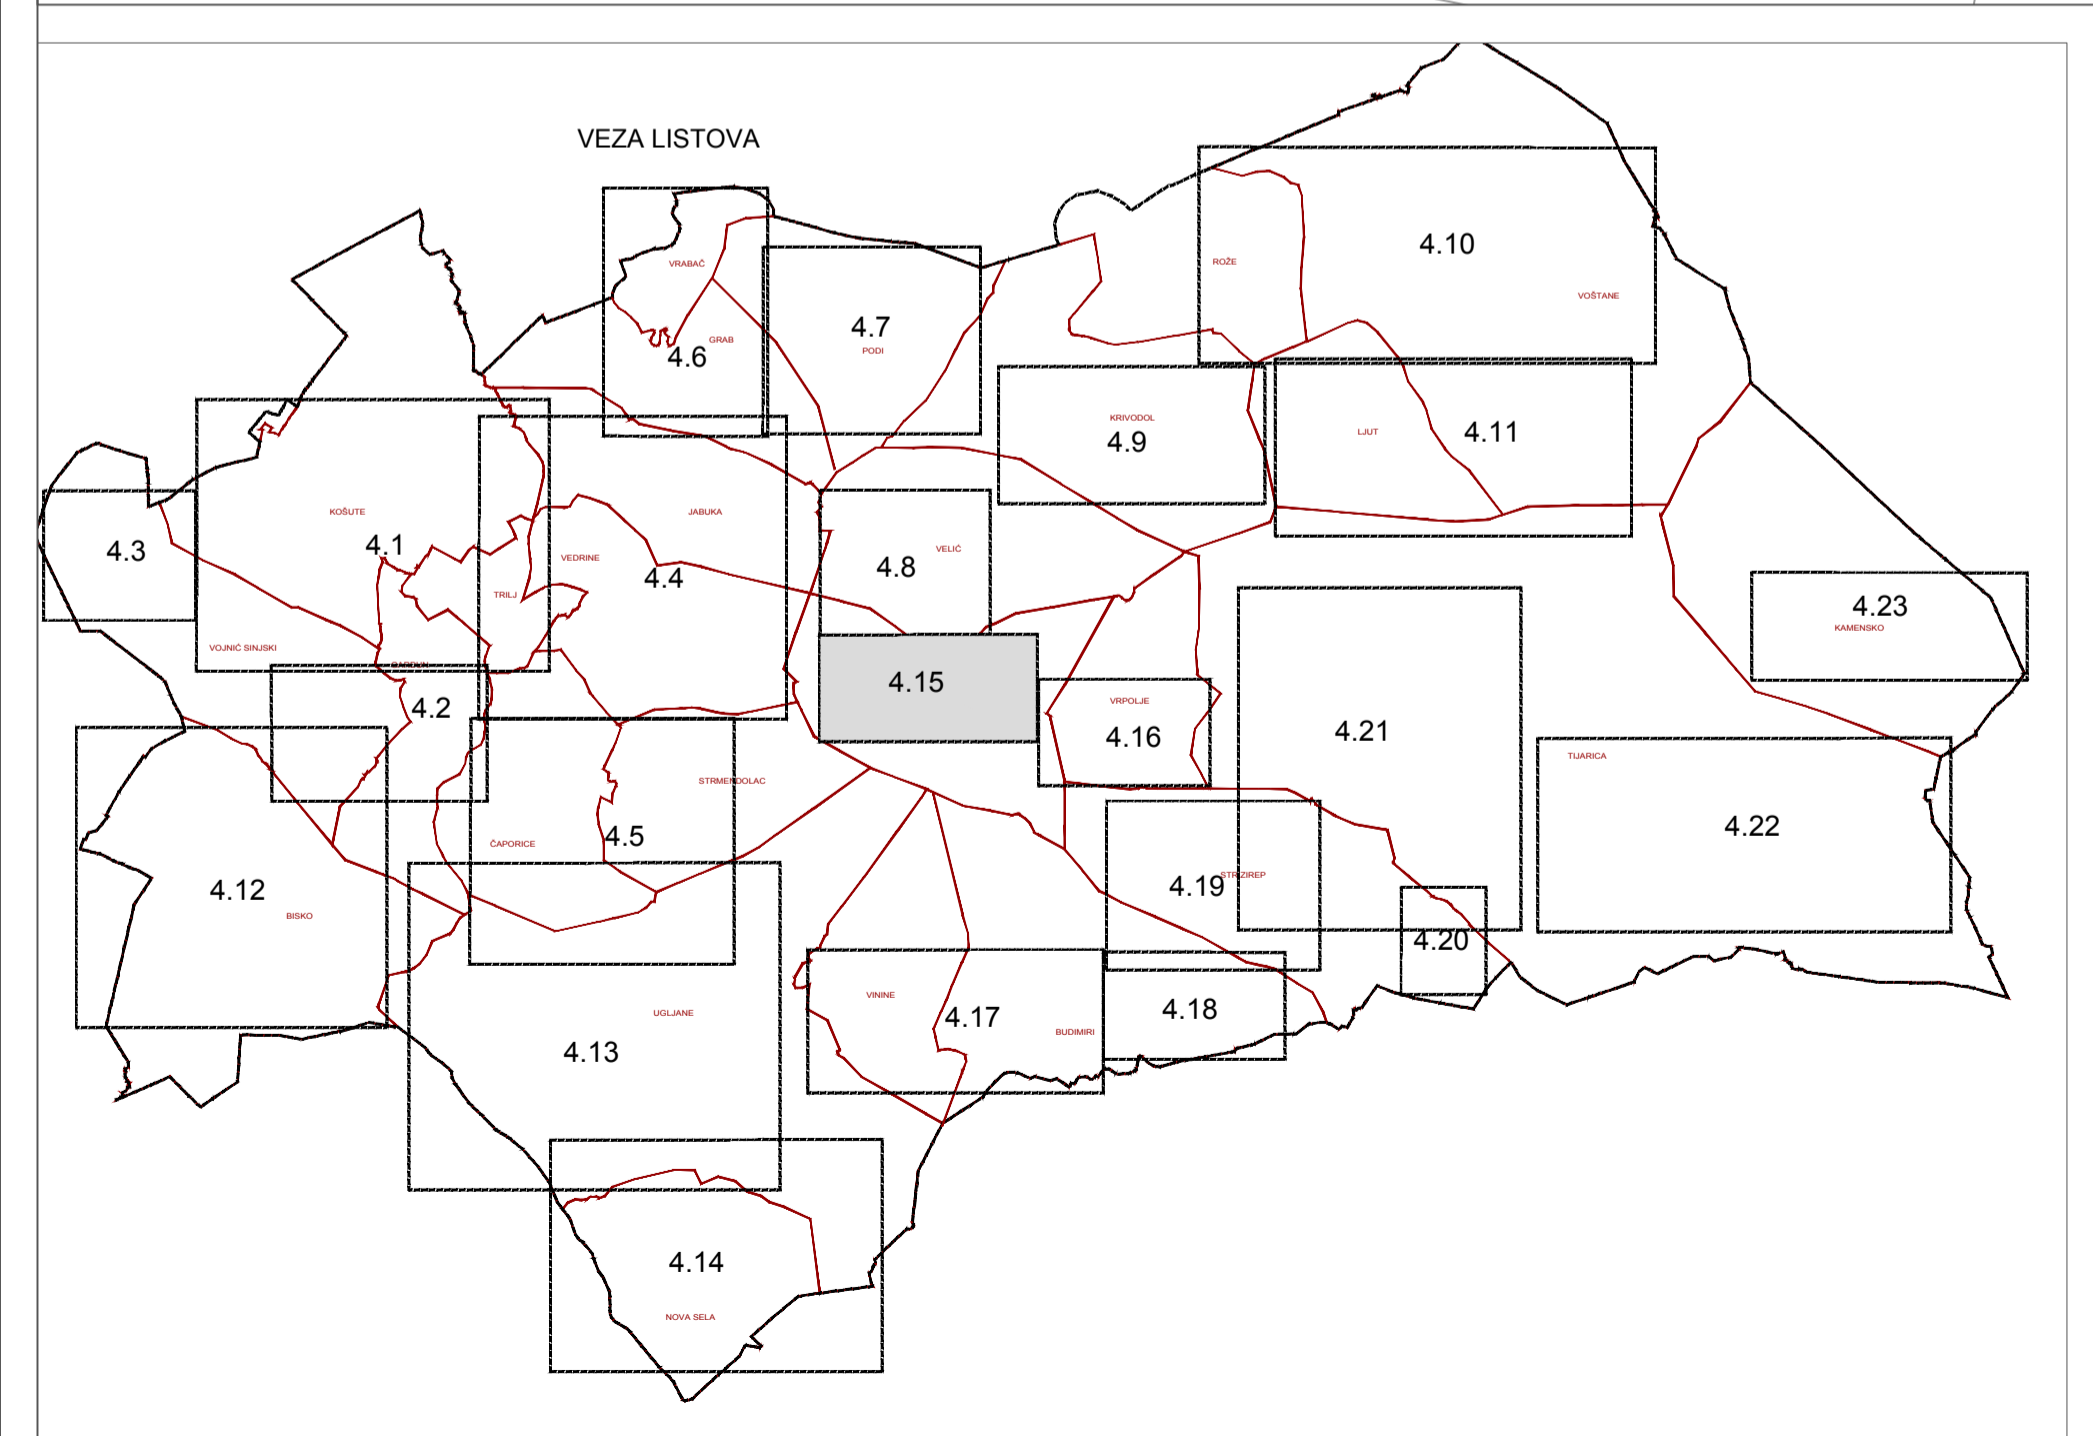 VEZA LISTOVA
4.10
ROŽE
VOŠTANE
VRABAČ
GRAB
4.6
4.7
PODI
KRIVODOL
4.9
LJUT
4.11
KOŠUTE
4.1
4.3
JABUKA
VEDRINE
4.4
TRILJ
VELIĆ
4.8
4.23
KAMENSKO
VOJNIĆ SINJSKI
GARDUN
4.2
4.15
VRPOLJE
4.16
4.21
TIJARICA
4.22
STRMENDOLAC
4.5
ČAPORICE
4.12
BISKO
4.19
STRIZIREP
4.20
VININE
4.17
BUDIMIRI
4.18
UGLJANE
4.13
4.14
NOVA SELA